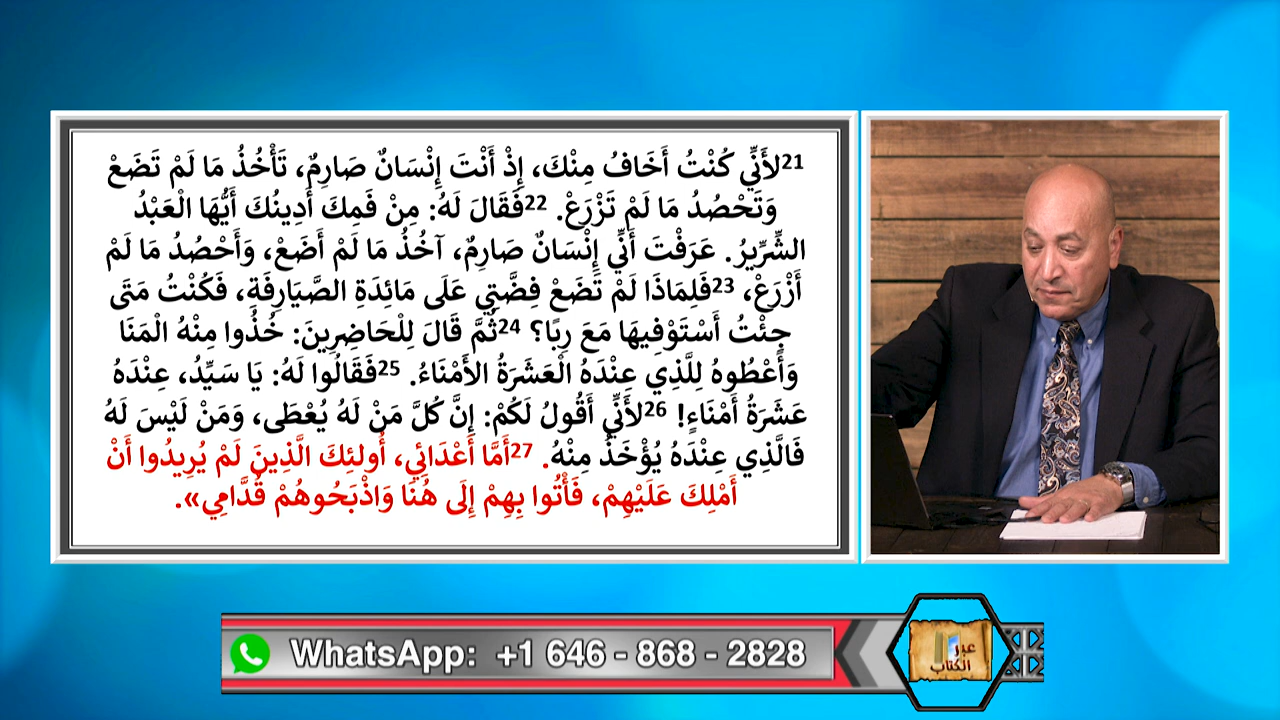 21لأَنِّي كُنْتُ أَخَافُ مِنْكَ، إِذْ أَنْتَ إِنْسَانٌ صَارِمٌ، تَأْخُذُ مَا لَمْ تَضَعْ
وَتَحْصُدُ مَا لَمْ تَزْرَعْ. 22فَقَالَ لَهُ: مِنْ فَمِكَ أَدِينُكَ أَيُّهَا الْعَبْدُ
الشِّرِّيرُ. عَرَفْتَ أَنِّي إِنْسَانٌ صَارِمٌ، آخُذُ مَا لَمْ أَضَعْ، وَأَحْصُدُ مَا لَمْ
أَزْرَعْ، 23فَلِمَاذَا لَمْ تَضَعْ فِضَّتِي عَلَى مَائِدَةِ الصَّيَارِفَةِ، فَكُنْتُ مَتَى
جِئْتُ أَسْتَوْفِيهَا مَعَ رِبًا؟ 24ثُمَّ قَالَ لِلْحَاضِرِينَ: خُذُوا مِنْهُ الْمَنَا
وَأَعْطُوهُ لِلَّذِي عِنْدَهُ الْعَشَرَةُ الأَمْنَاءُ. 25فَقَالُوا لَهُ: يَا سَيِّدُ، عِنْدَهُ
عَشَرَةُ أَمْنَاءٍ! 26لأَنِّي أَقُولُ لَكُمْ: إِنَّ كُلَّ مَنْ لَهُ يُعْطَى، وَمَنْ لَيْسَ لَهُ
فَالَّذِي عِنْدَهُ يُؤْخَذُ مِنْهُ. 27أَمَّا أَعْدَائِي، أُولئِكَ الَّذِينَ لَمْ يُرِيدُوا أَنْ
أَمْلِكَ عَلَيْهِمْ، فَأْتُوا بِهِمْ إِلَى هُنَا وَاذْبَحُوهُمْ قُدَّامِي».
WhatsApp: +1 646 - 868 - 2828
عبر
الكتاب